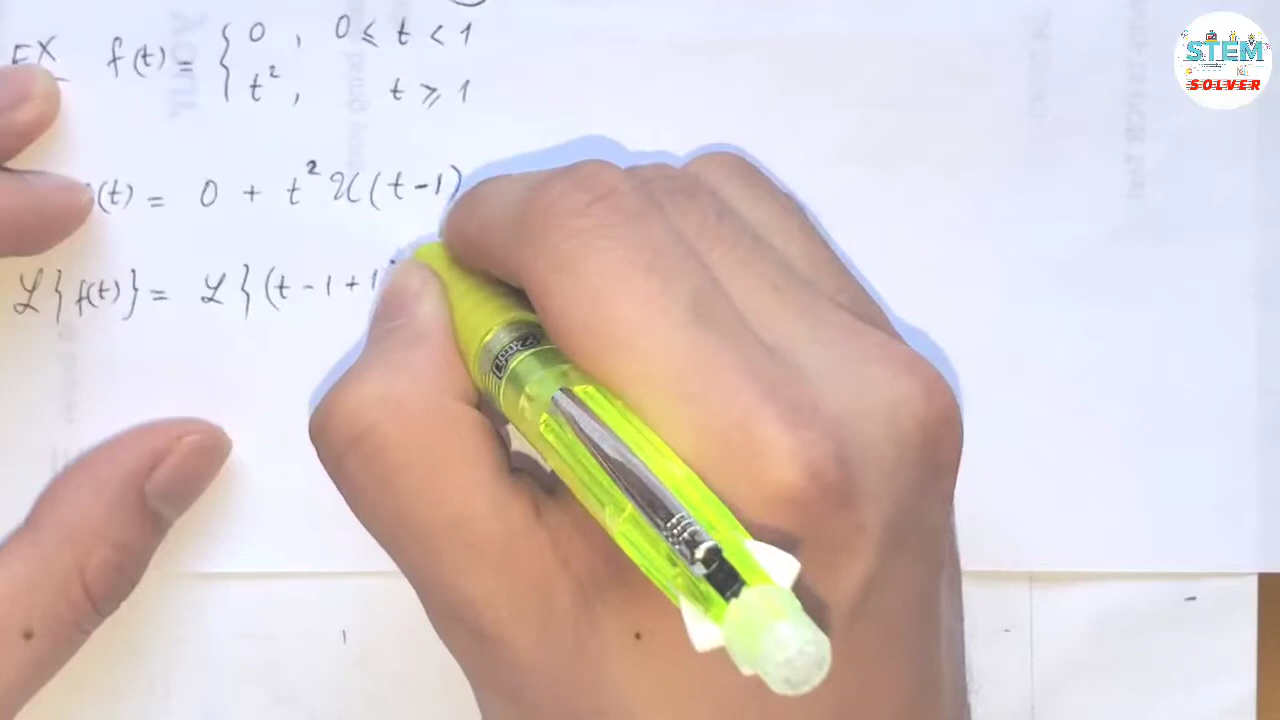 EX f(t) = { 0 , 0 ≤ t < 1
t² , t ≥ 1
(t) = 0 + t² 𝒰(t-1)
ℒ{f(t)} = ℒ{(t-1+1
STEM
SOLVER